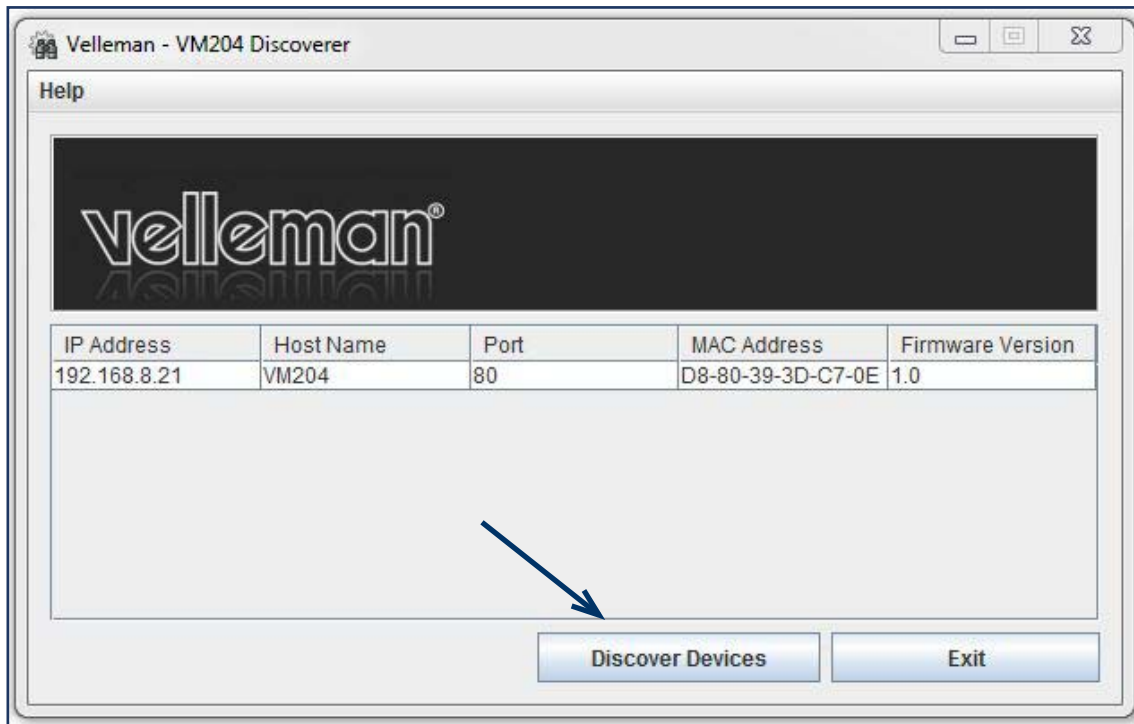 Velleman - VM204 Discoverer
Help
velleman®
IP Address Host Name Port MAC Address Firmware Version
192.168.8.21 VM204 80 D8-80-39-3D-C7-0E 1.0
Discover Devices Exit